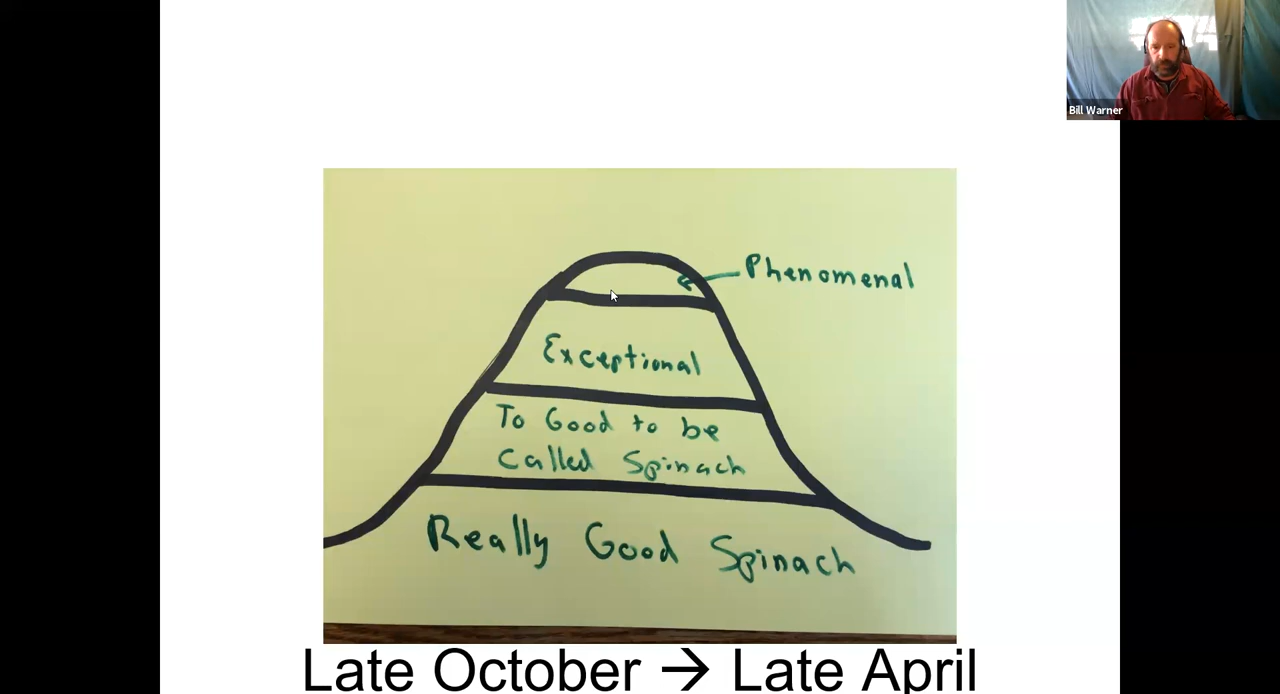 Bill Warner
Phenomenal
Exceptional
To Good to be
Called Spinach
Really Good Spinach
Late October → Late April